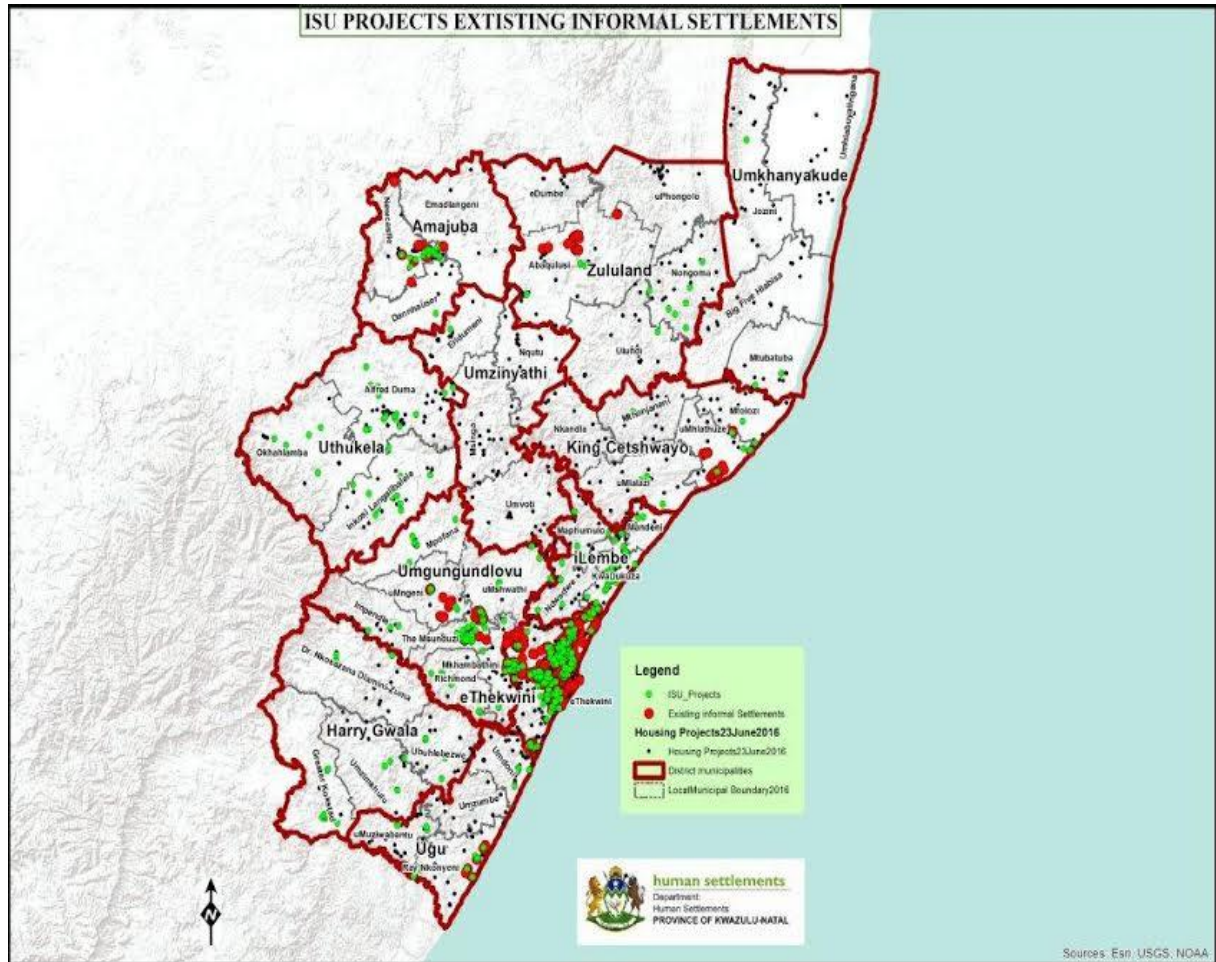 ISU PROJECTS EXTISTING INFORMAL SETTLEMENTS
Umhlabuyalingana
Umkhanyakude
Jozini
Big Five Hlabisa
Mtubatuba
eDumbe
uPhongolo
Abaqulusi
Zululand
Nongoma
Ulundi
Emadlangeni
Newcastle
Amajuba
Dannhauser
Endumeni
Nqutu
Umzinyathi
Msinga
Umvoti
Alfred Duma
Okhahlamba
Uthukela
Inkosi Langalibalele
Mthonjaneni
Nkandla
Mfolozi
uMhlathuze
King Cetshwayo
uMlalazi
Maphumulo
Mandeni
iLembe
KwaDukuza
Ndwedwe
Mpofana
Umgungundlovu
uMshwathi
uMngeni
Impendle
The Msunduzi
Mkhambathini
Richmond
eThekwini
eThekwini
Dr. Nkosazana Dlamini Zuma
Harry Gwala
Ubuhlebezwe
Greater Kokstad
Umzimkhulu
Umdoni
Umzumbe
uMuziwabantu
Ugu
Ray Nkonyeni
Legend
ISU_Projects
Existing informal Settlements
Housing Projects23June2016
Housing Projects23June2016
District municipalities
LocalMunicipal Boundary2016
N
human settlements
Department:
Human Settlements
PROVINCE OF KWAZULU-NATAL
Sources: Esri, USGS, NOAA